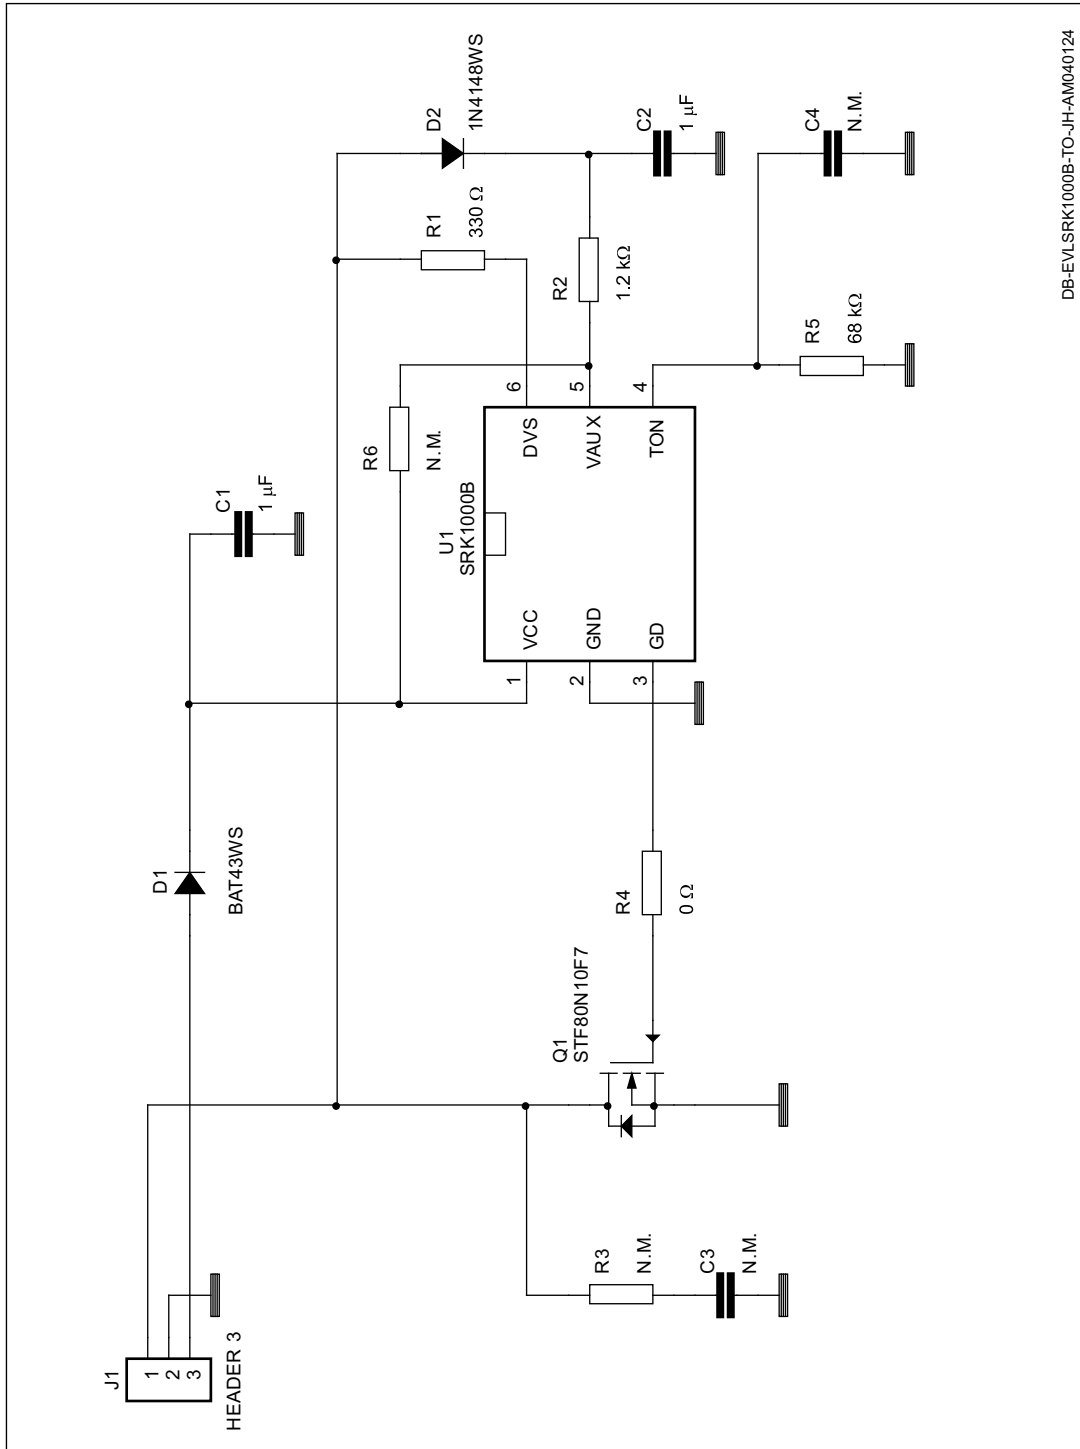 J1
1
2
3
HEADER 3
D1
BAT43WS
C1
1 μF
R3
N.M.
C3
N.M.
Q1
STF80N10F7
R4
0 Ω
U1
SRK1000B
1
VCC
2
GND
3
GD
DVS
6
VAUX
5
TON
4
R6
N.M.
R1
330 Ω
D2
1N4148WS
R2
1.2 kΩ
C2
1 μF
R5
68 kΩ
C4
N.M.
DB-EVLSRK1000B-TO-JH-AM040124